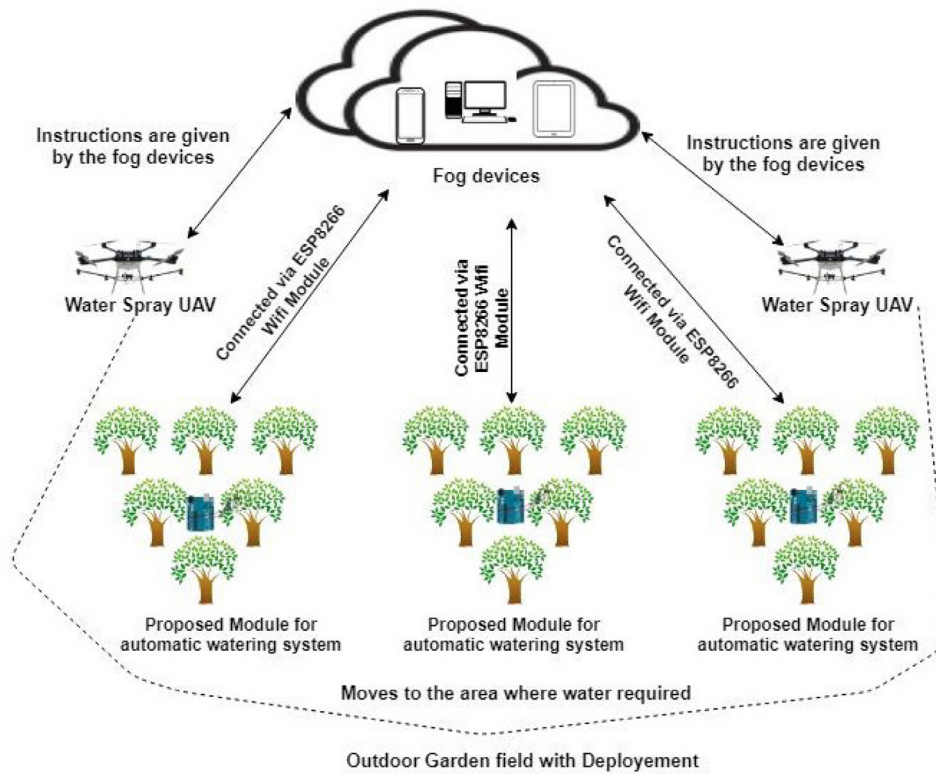 Instructions are given
by the fog devices
Instructions are given
by the fog devices
Fog devices
Water Spray UAV
Water Spray UAV
Connected via ESP8266
Wifi Module
Connected via
ESP8266 Wifi
Module
Connected via ESP8266
Wifi Module
Proposed Module for
automatic watering system
Proposed Module for
automatic watering system
Proposed Module for
automatic watering system
Moves to the area where water required
Outdoor Garden field with Deployement